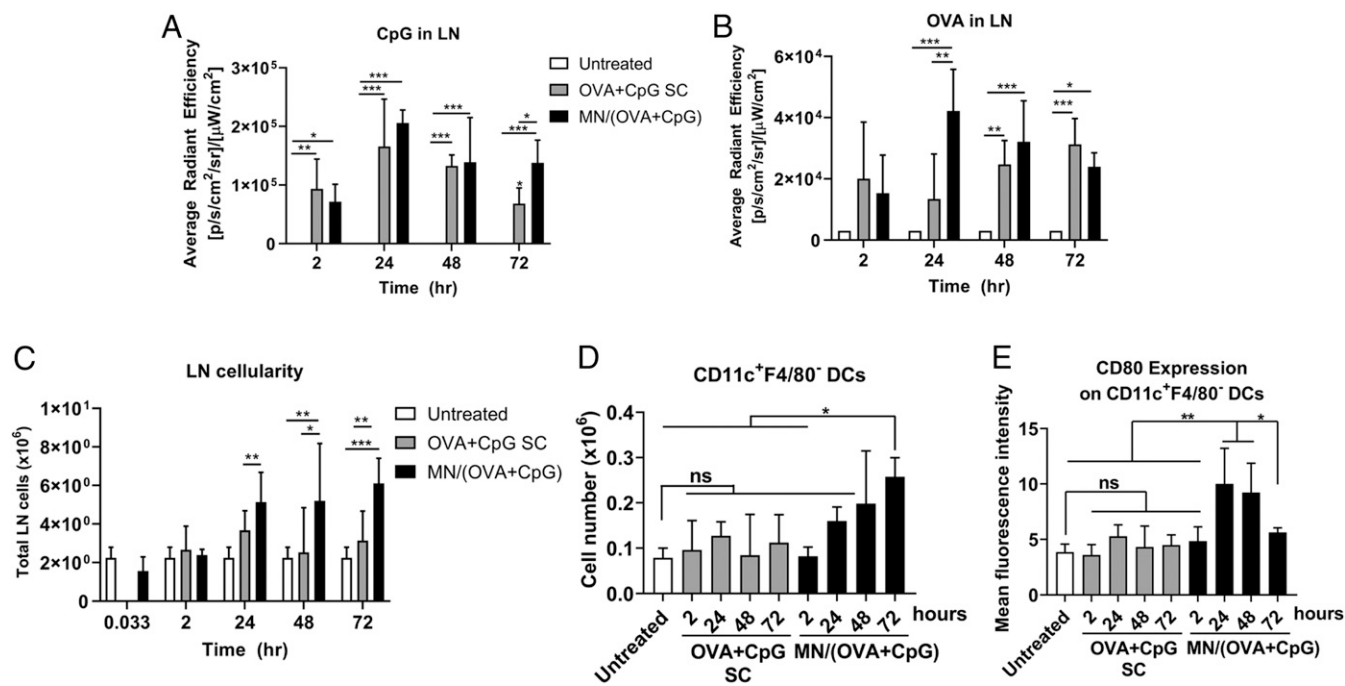 A
CpG in LN
Average Radiant Efficiency
[p/s/cm²/sr]/[µW/cm²]
3×10⁵
2×10⁵
1×10⁵
0
** *
*** ***
*** ***
*** * *
2 24 48 72
Time (hr)
Untreated
OVA+CpG SC
MN/(OVA+CpG)
B
OVA in LN
Average Radiant Efficiency
[p/s/cm²/sr]/[µW/cm²]
6×10⁴
4×10⁴
2×10⁴
0
*** **
** ***
*** *
2 24 48 72
Time (hr)
C
LN cellularity
Total LN cells (x10⁶)
1×10¹
8×10⁰
6×10⁰
4×10⁰
2×10⁰
0
**
** *
** ***
0.033 2 24 48 72
Time (hr)
Untreated
OVA+CpG SC
MN/(OVA+CpG)
D
CD11c⁺F4/80⁻ DCs
Cell number (x10⁶)
0.4
0.3
0.2
0.1
0.0
*
ns
Untreated 2 24 48 72 2 24 48 72 hours
OVA+CpG MN/(OVA+CpG)
SC
E
CD80 Expression
on CD11c⁺F4/80⁻ DCs
Mean fluorescence intensity
15
10
5
0
** *
ns
Untreated 2 24 48 72 2 24 48 72 hours
OVA+CpG MN/(OVA+CpG)
SC